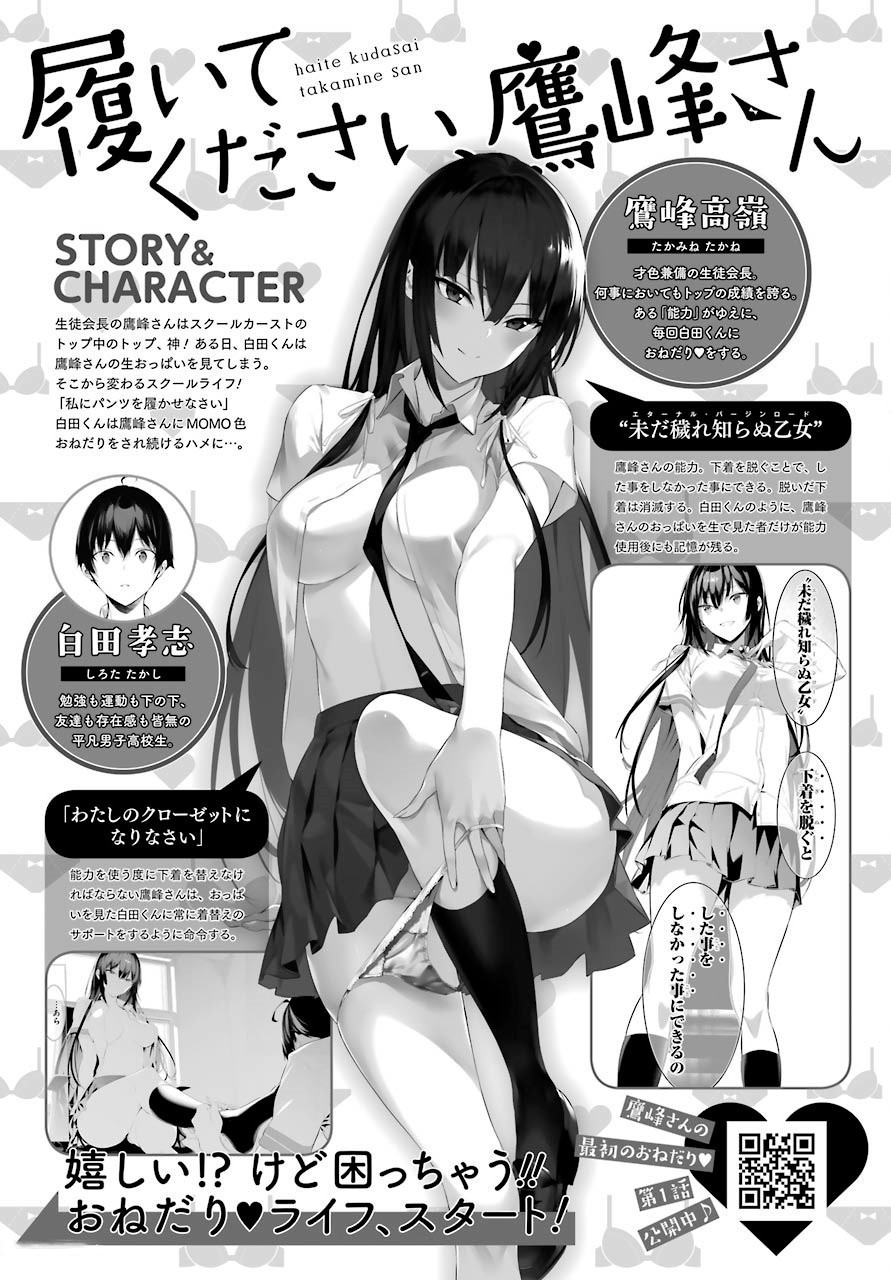 履いて
ください、鷹峰さん
haite kudasai
takamine san
STORY&
CHARACTER
生徒会長の鷹峰さんはスクールカーストの
トップ中のトップ、神！ある日、白田くんは
鷹峰さんの生おっぱいを見てしまう。
そこから変わるスクールライフ！
「私にパンツを履かせなさい」
白田くんは鷹峰さんにMOMO色
おねだりをされ続けるハメに…。
鷹峰高嶺
たかみね たかね
才色兼備の生徒会長。
何事においてもトップの成績を誇る。
ある「能力」がゆえに、
毎回白田くんに
おねだり♥をする。
エターナル・バージンロード
“未だ穢れ知らぬ乙女”
鷹峰さんの能力。下着を脱ぐことで、し
た事をしなかった事にできる。脱いだ下
着は消滅する。白田くんのように、鷹峰
さんのおっぱいを生で見た者だけが能力
使用後にも記憶が残る。
“未だ穢れ知らぬ乙女”
下着を脱ぐと
した事を
しなかった事にできるの
白田孝志
しろた たかし
勉強も運動も下の下、
友達も存在感も皆無の
平凡男子高校生。
「わたしのクローゼットに
なりなさい」
能力を使う度に下着を替えなけ
ればならない鷹峰さんは、おっぱ
いを見た白田くんに常に着替えの
サポートをするように命令する。
…あら
嬉しい!? けど困っちゃう!!
おねだり♥ライフ、スタート！
鷹峰さんの
最初のおねだり♥
第1話
公開中♪